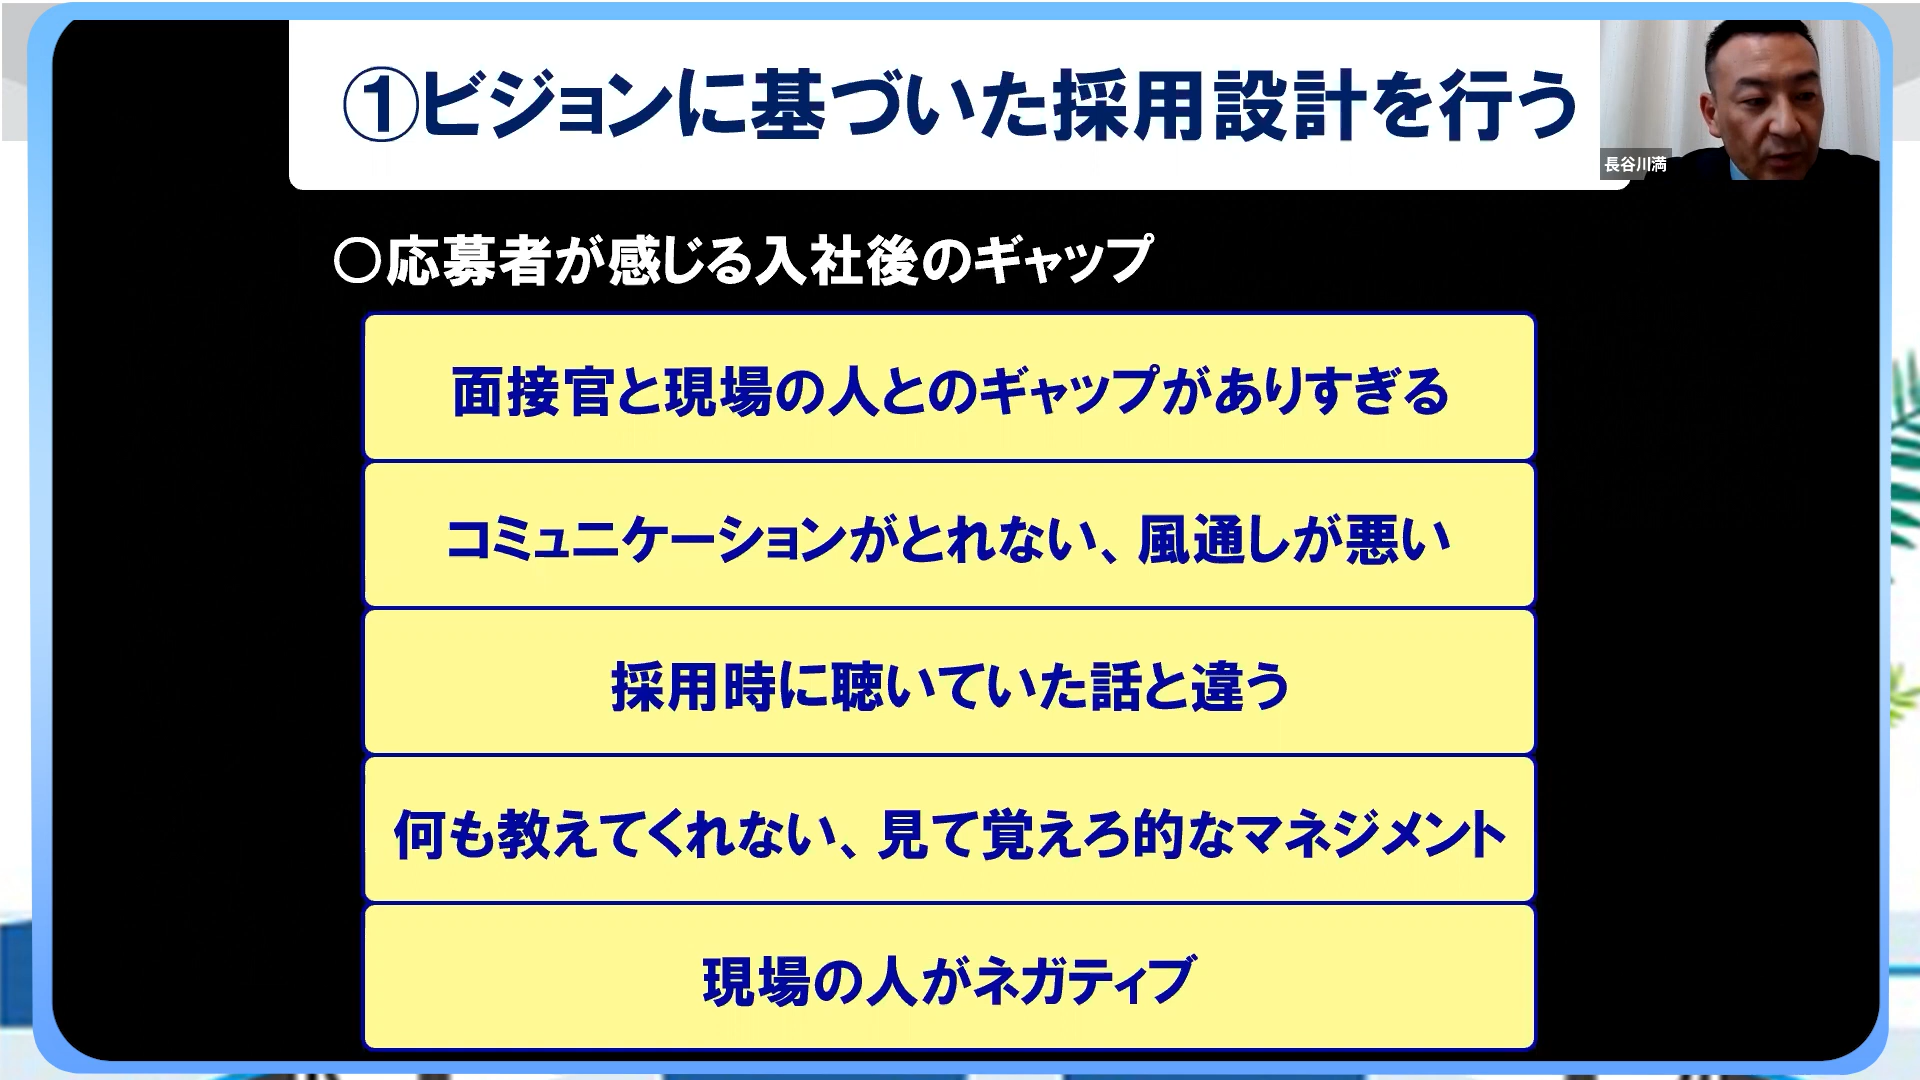 ①ビジョンに基づいた採用設計を行う
長谷川満
○応募者が感じる入社後のギャップ
面接官と現場の人とのギャップがありすぎる
コミュニケーションがとれない、風通しが悪い
採用時に聴いていた話と違う
何も教えてくれない、見て覚えろ的なマネジメント
現場の人がネガティブ